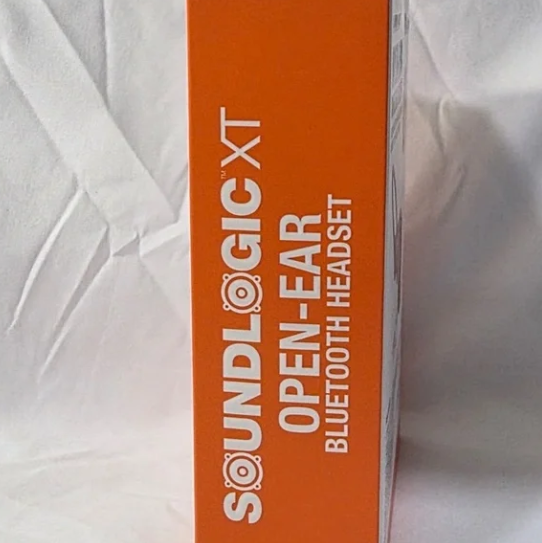 SOUNDLOGIC™ XT
OPEN-EAR
BLUETOOTH HEADSET